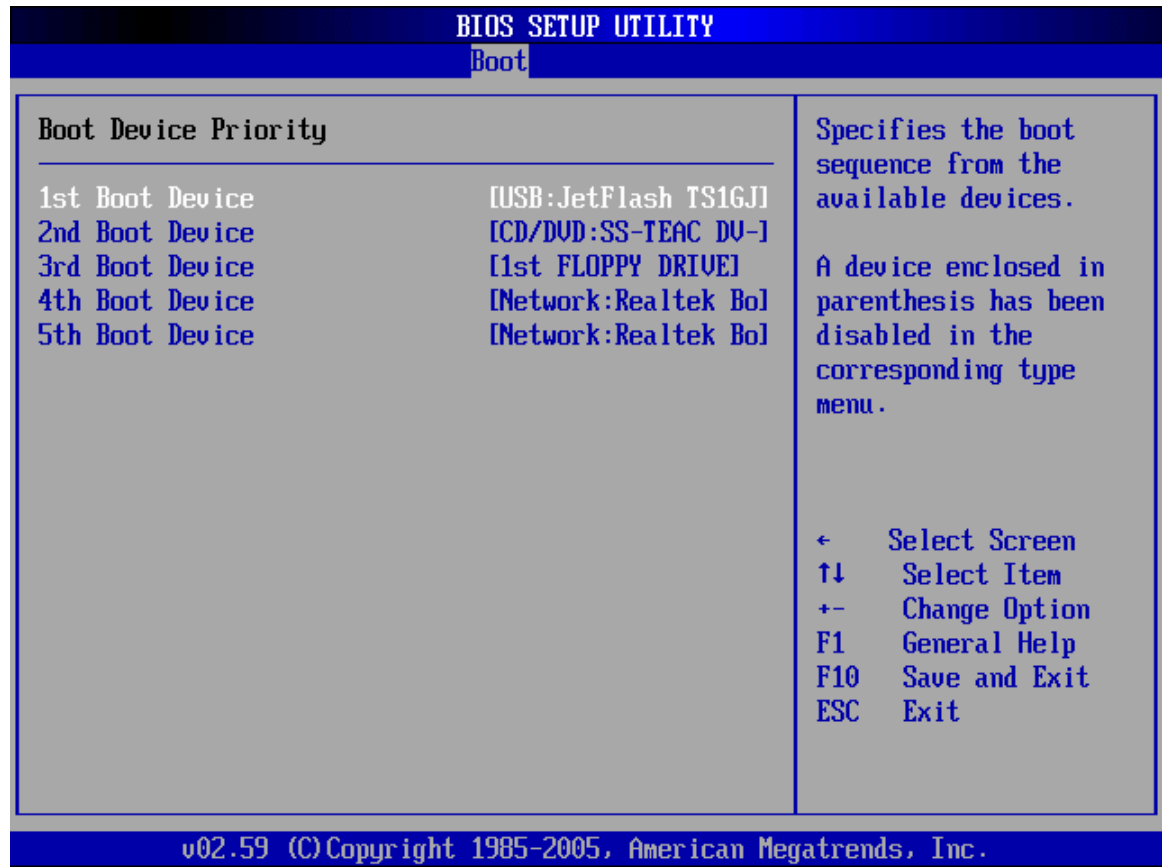 BIOS SETUP UTILITY
Boot
Boot Device Priority
1st Boot Device [USB:JetFlash TS1GJ]
2nd Boot Device [CD/DVD:SS-TEAC DV-]
3rd Boot Device [1st FLOPPY DRIVE]
4th Boot Device [Network:Realtek Bo]
5th Boot Device [Network:Realtek Bo]
Specifies the boot
sequence from the
available devices.
A device enclosed in
parenthesis has been
disabled in the
corresponding type
menu.
← Select Screen
↑↓ Select Item
+- Change Option
F1 General Help
F10 Save and Exit
ESC Exit
v02.59 (C)Copyright 1985-2005, American Megatrends, Inc.